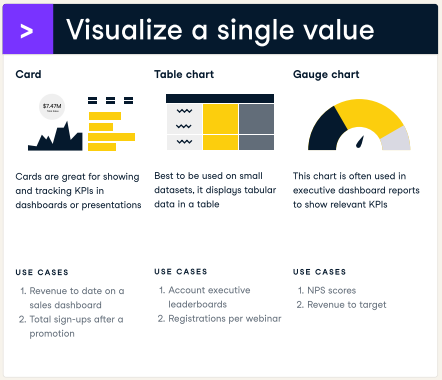 > Visualize a single value
Card
$7.47M
Cards are great for showing
and tracking KPIs in
dashboards or presentations
USE CASES
1. Revenue to date on a
sales dashboard
2. Total sign-ups after a
promotion
Table chart
Best to be used on small
datasets, it displays tabular
data in a table
USE CASES
1. Account executive
leaderboards
2. Registrations per webinar
Gauge chart
This chart is often used in
executive dashboard reports
to show relevant KPIs
USE CASES
1. NPS scores
2. Revenue to target